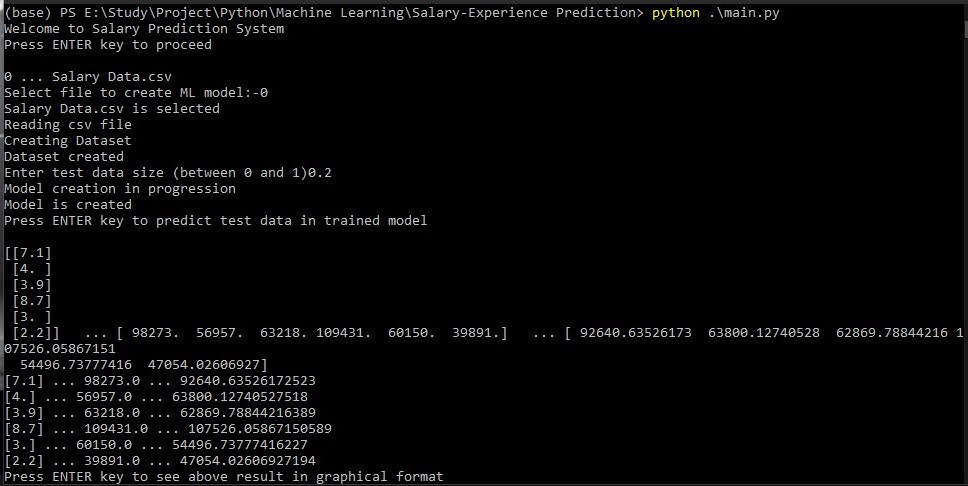 (base) PS E:\Study\Project\Python\Machine Learning\Salary-Experience Prediction> python .\main.py
Welcome to Salary Prediction System
Press ENTER key to proceed
0 ... Salary Data.csv
Select file to create ML model:-0
Salary Data.csv is selected
Reading csv file
Creating Dataset
Dataset created
Enter test data size (between 0 and 1)0.2
Model creation in progression
Model is created
Press ENTER key to predict test data in trained model
[[7.1]
 [4. ]
 [3.9]
 [8.7]
 [3. ]
 [2.2]]   ... [ 98273.  56957.  63218. 109431.  60150.  39891.]   ... [ 92640.63526173  63800.12740528  62869.78844216 1
07526.05867151
  54496.73777416  47054.02606927]
[7.1] ... 98273.0 ... 92640.63526172523
[4.] ... 56957.0 ... 63800.12740527518
[3.9] ... 63218.0 ... 62869.78844216389
[8.7] ... 109431.0 ... 107526.05867150589
[3.] ... 60150.0 ... 54496.73777416227
[2.2] ... 39891.0 ... 47054.02606927194
Press ENTER key to see above result in graphical format